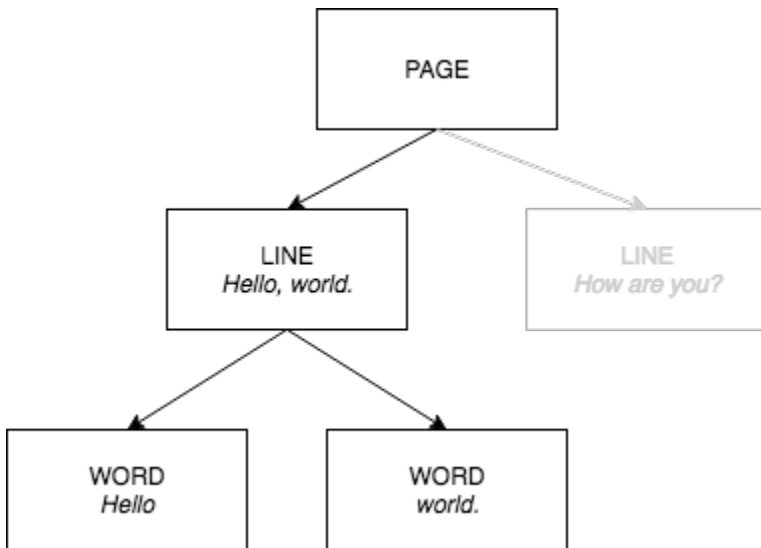 PAGE
LINE
Hello, world.
LINE
How are you?
WORD
Hello
WORD
world.